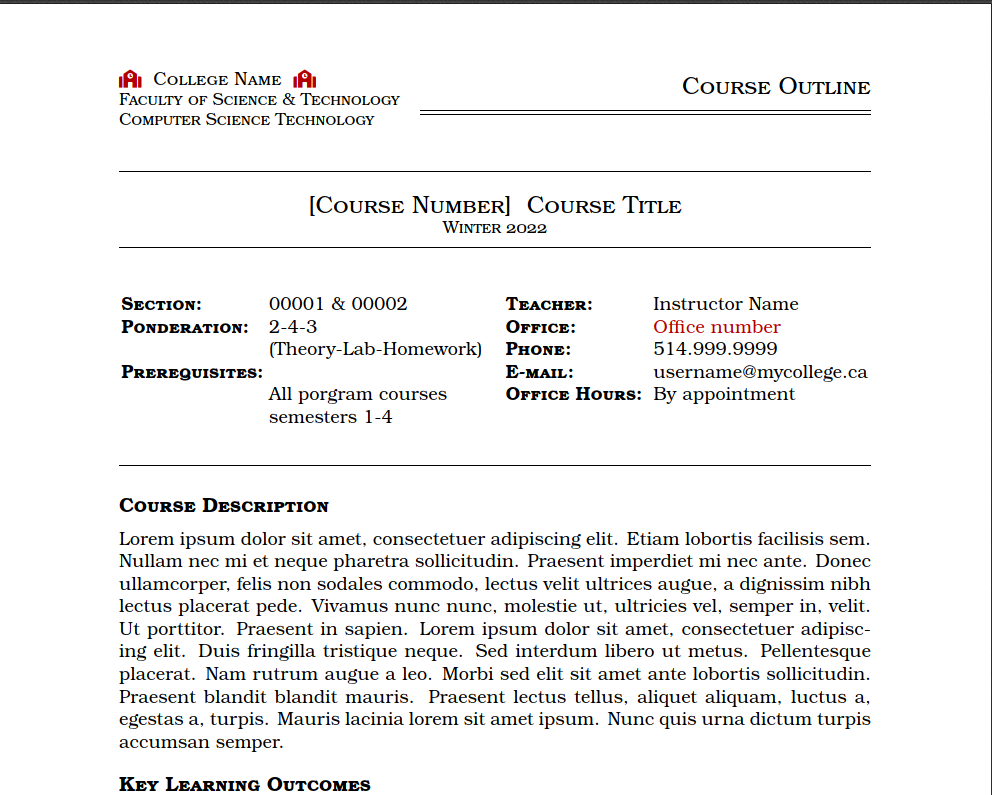 College Name
Faculty of Science & Technology
Computer Science Technology
Course Outline
[Course Number] Course Title
Winter 2022
Section: 00001 & 00002
Ponderation: 2-4-3
(Theory-Lab-Homework)
Prerequisites:
All porgram courses
semesters 1-4
Teacher: Instructor Name
Office: Office number
Phone: 514.999.9999
E-mail: username@mycollege.ca
Office Hours: By appointment
Course Description
Lorem ipsum dolor sit amet, consectetuer adipiscing elit. Etiam lobortis facilisis sem.
Nullam nec mi et neque pharetra sollicitudin. Praesent imperdiet mi nec ante. Donec
ullamcorper, felis non sodales commodo, lectus velit ultrices augue, a dignissim nibh
lectus placerat pede. Vivamus nunc nunc, molestie ut, ultricies vel, semper in, velit.
Ut porttitor. Praesent in sapien. Lorem ipsum dolor sit amet, consectetuer adipisc-
ing elit. Duis fringilla tristique neque. Sed interdum libero ut metus. Pellentesque
placerat. Nam rutrum augue a leo. Morbi sed elit sit amet ante lobortis sollicitudin.
Praesent blandit blandit mauris. Praesent lectus tellus, aliquet aliquam, luctus a,
egestas a, turpis. Mauris lacinia lorem sit amet ipsum. Nunc quis urna dictum turpis
accumsan semper.
Key Learning Outcomes